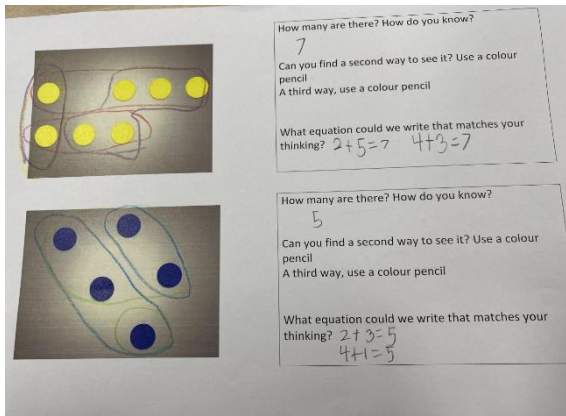 How many are there? How do you know?
7
Can you find a second way to see it? Use a colour
pencil
A third way, use a colour pencil
What equation could we write that matches your
thinking? 2+5=7 4+3=7
How many are there? How do you know?
5
Can you find a second way to see it? Use a colour
pencil
A third way, use a colour pencil
What equation could we write that matches your
thinking? 2+3=5
4+1=5